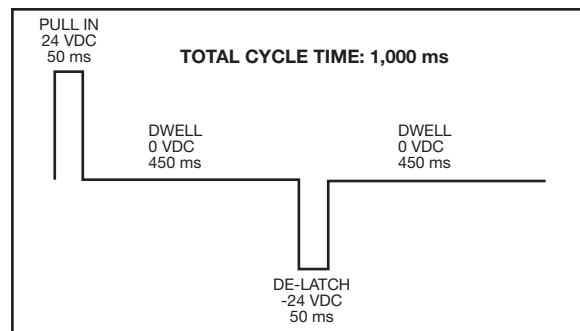 PULL IN
24 VDC
50 ms
TOTAL CYCLE TIME: 1,000 ms
DWELL
0 VDC
450 ms
DWELL
0 VDC
450 ms
DE-LATCH
-24 VDC
50 ms